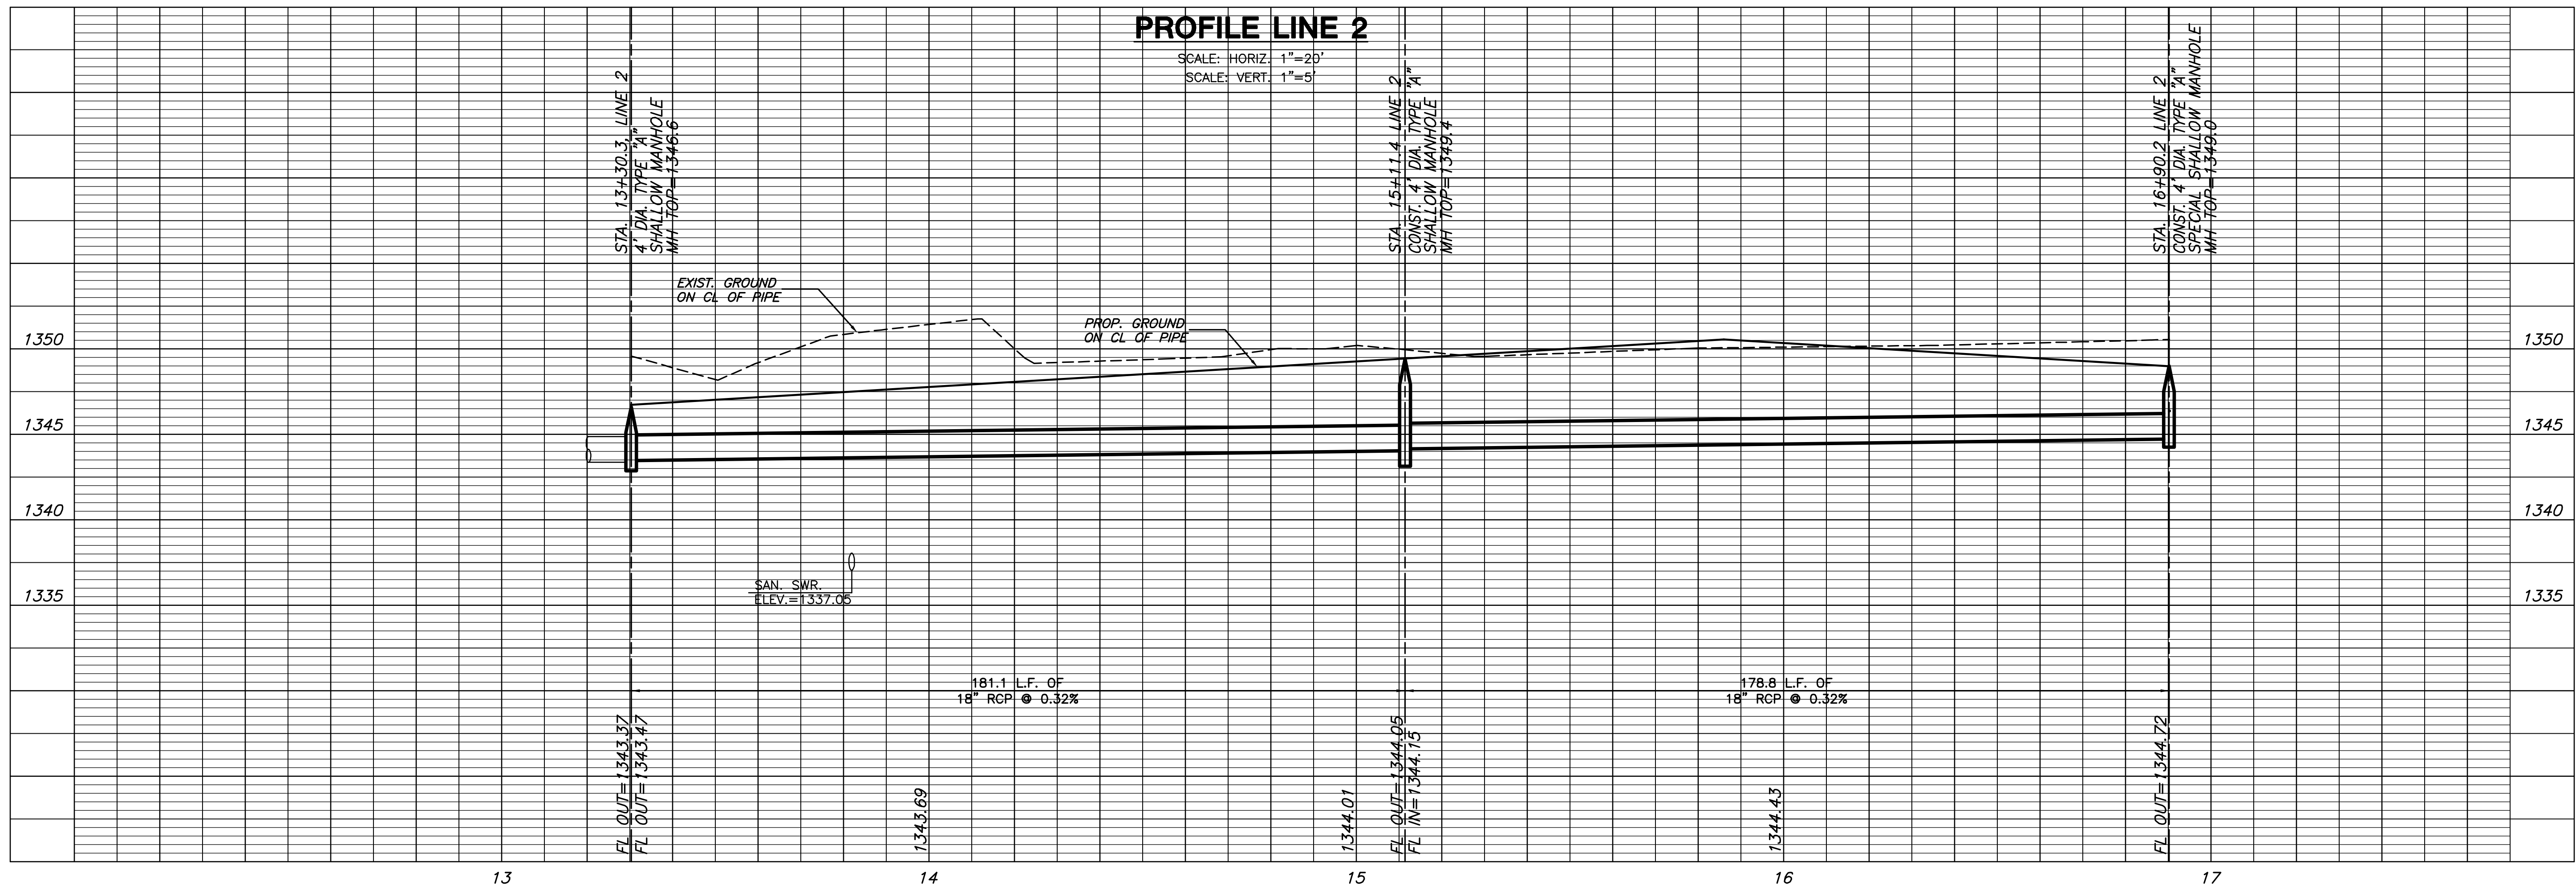 PROFILE LINE 2
SCALE: HORIZ. 1"=20'
SCALE: VERT. 1"=5'
STA. 13+30.3, LINE 2
4' DIA. TYPE "A"
SHALLOW MANHOLE
MH TOP=1346.6
STA. 15+11.4 LINE 2
CONST. 4' DIA. TYPE "A"
SHALLOW MANHOLE
MH TOP=1349.4
STA. 16+90.2 LINE 2
CONST. 4' DIA. TYPE "A"
SPECIAL SHALLOW MANHOLE
MH TOP=1349.0
EXIST. GROUND
ON CL OF PIPE
PROP. GROUND
ON CL OF PIPE
1350
1350
1345
1345
1340
1340
1335
1335
SAN. SWR.
ELEV.=1337.05
181.1 L.F. OF
18" RCP @ 0.32%
178.8 L.F. OF
18" RCP @ 0.32%
FL OUT=1343.37
FL OUT=1343.47
1343.69
1344.01
FL OUT=1344.05
FL IN=1344.15
1344.43
FL OUT=1344.72
13
14
15
16
17